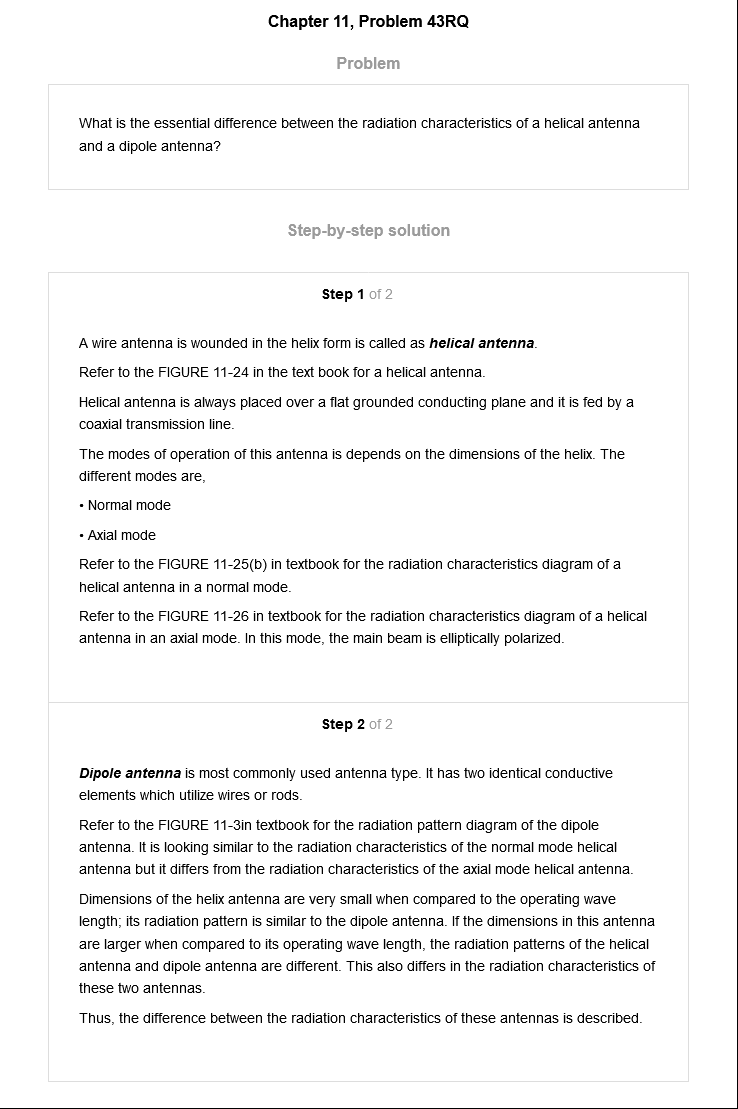 Chapter 11, Problem 43RQ
Problem
What is the essential difference between the radiation characteristics of a helical antenna
and a dipole antenna?
Step-by-step solution
Step 1 of 2
A wire antenna is wounded in the helix form is called as helical antenna.
Refer to the FIGURE 11-24 in the text book for a helical antenna.
Helical antenna is always placed over a flat grounded conducting plane and it is fed by a
coaxial transmission line.
The modes of operation of this antenna is depends on the dimensions of the helix. The
different modes are,
• Normal mode
• Axial mode
Refer to the FIGURE 11-25(b) in textbook for the radiation characteristics diagram of a
helical antenna in a normal mode.
Refer to the FIGURE 11-26 in textbook for the radiation characteristics diagram of a helical
antenna in an axial mode. In this mode, the main beam is elliptically polarized.
Step 2 of 2
Dipole antenna is most commonly used antenna type. It has two identical conductive
elements which utilize wires or rods.
Refer to the FIGURE 11-3in textbook for the radiation pattern diagram of the dipole
antenna. It is looking similar to the radiation characteristics of the normal mode helical
antenna but it differs from the radiation characteristics of the axial mode helical antenna.
Dimensions of the helix antenna are very small when compared to the operating wave
length; its radiation pattern is similar to the dipole antenna. If the dimensions in this antenna
are larger when compared to its operating wave length, the radiation patterns of the helical
antenna and dipole antenna are different. This also differs in the radiation characteristics of
these two antennas.
Thus, the difference between the radiation characteristics of these antennas is described.